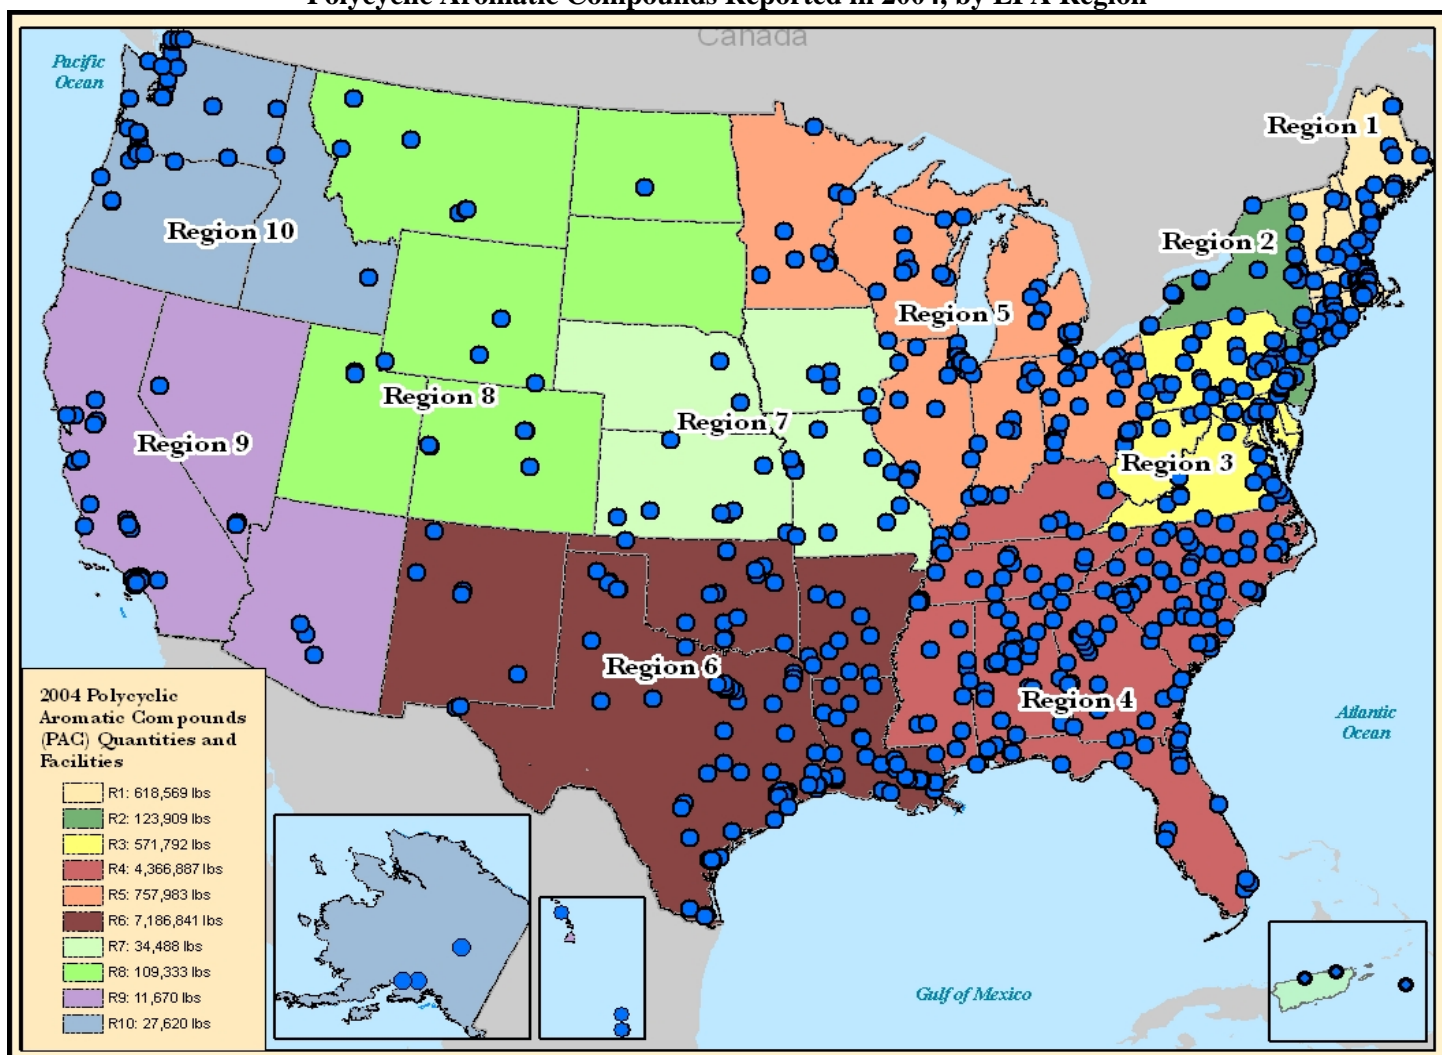 Polycyclic Aromatic Compounds Reported in 2004, by EPA Region
Canada
Pacific
Ocean
Region 1
Region 2
Region 10
Region 5
Region 8
Region 7
Region 9
Region 3
Region 6
Region 4
Atlantic
Ocean
Gulf of Mexico
2004 Polycyclic
Aromatic Compounds
(PAC) Quantities and
Facilities
R1: 618,569 lbs
R2: 123,909 lbs
R3: 571,792 lbs
R4: 4,366,887 lbs
R5: 757,983 lbs
R6: 7,186,841 lbs
R7: 34,488 lbs
R8: 109,333 lbs
R9: 11,670 lbs
R10: 27,620 lbs